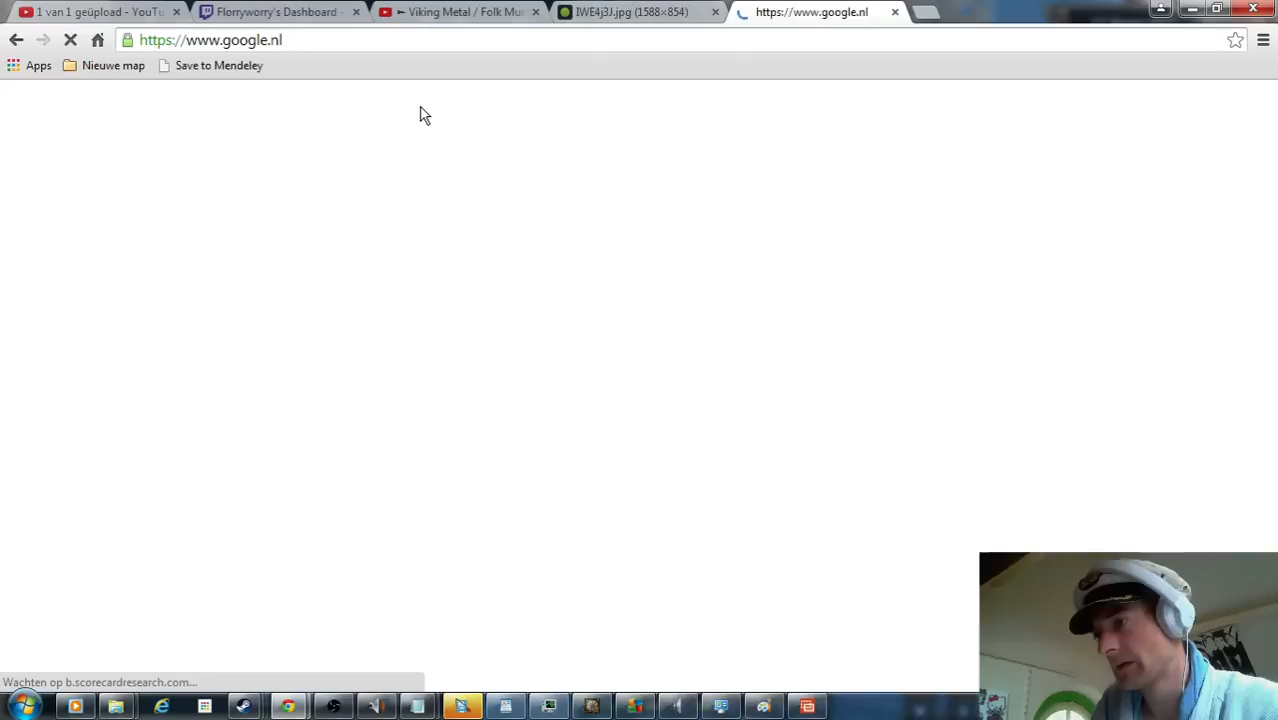 1 van 1 geüpload - YouTu
Florryworry's Dashboard -
► Viking Metal / Folk Mus
IWE4j3J.jpg (1588×854)
https://www.google.nl
https://www.google.nl
Apps
Nieuwe map
Save to Mendeley
Wachten op b.scorecardresearch.com...